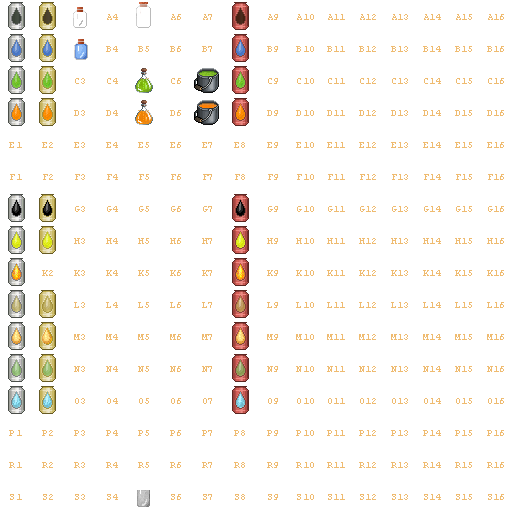 A4 A6 A7 A9 A10 A11 A12 A13 A14 A15 A16
B4 B5 B6 B7 B9 B10 B11 B12 B13 B14 B15 B16
C3 C4 C6 C9 C10 C11 C12 C13 C14 C15 C16
D3 D4 D6 D9 D10 D11 D12 D13 D14 D15 D16
E1 E2 E3 E4 E5 E6 E7 E8 E9 E10 E11 E12 E13 E14 E15 E16
F1 F2 F3 F4 F5 F6 F7 F8 F9 F10 F11 F12 F13 F14 F15 F16
G3 G4 G5 G6 G7 G9 G10 G11 G12 G13 G14 G15 G16
H3 H4 H5 H6 H7 H9 H10 H11 H12 H13 H14 H15 H16
K2 K3 K4 K5 K6 K7 K9 K10 K11 K12 K13 K14 K15 K16
L3 L4 L5 L6 L7 L9 L10 L11 L12 L13 L14 L15 L16
M3 M4 M5 M6 M7 M9 M10 M11 M12 M13 M14 M15 M16
N3 N4 N5 N6 N7 N9 N10 N11 N12 N13 N14 N15 N16
O3 O4 O5 O6 O7 O9 O10 O11 O12 O13 O14 O15 O16
P1 P2 P3 P4 P5 P6 P7 P8 P9 P10 P11 P12 P13 P14 P15 P16
R1 R2 R3 R4 R5 R6 R7 R8 R9 R10 R11 R12 R13 R14 R15 R16
S1 S2 S3 S4 S6 S7 S8 S9 S10 S11 S12 S13 S14 S15 S16